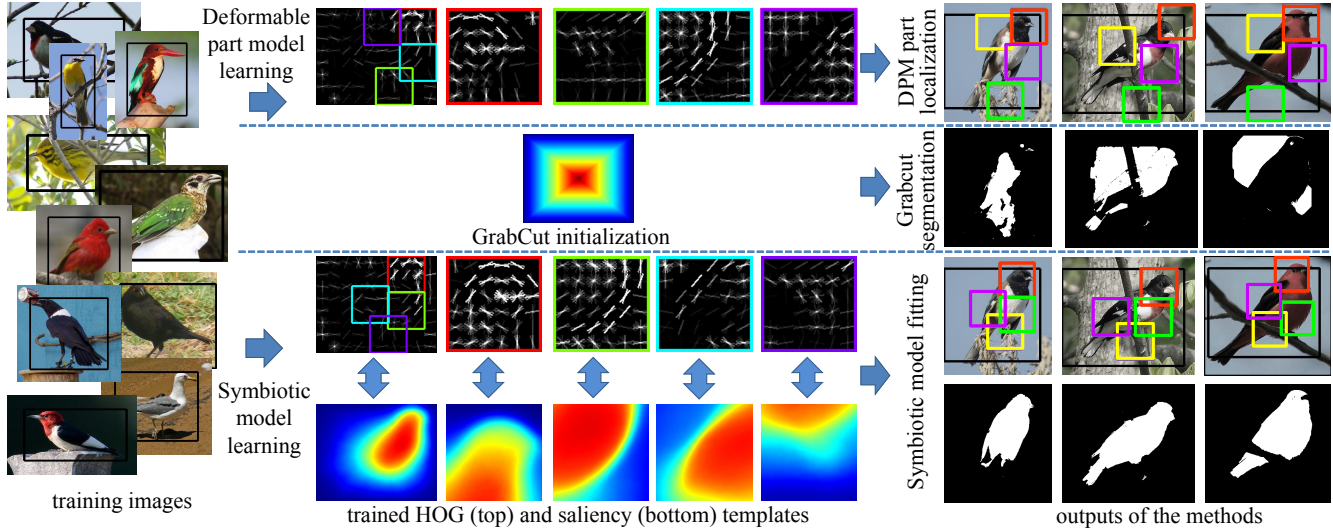 Deformable
part model
learning
DPM part
localization
GrabCut initialization
Grabcut
segmentation
Symbiotic
model
learning
Symbiotic model fitting
training images
trained HOG (top) and saliency (bottom) templates
outputs of the methods